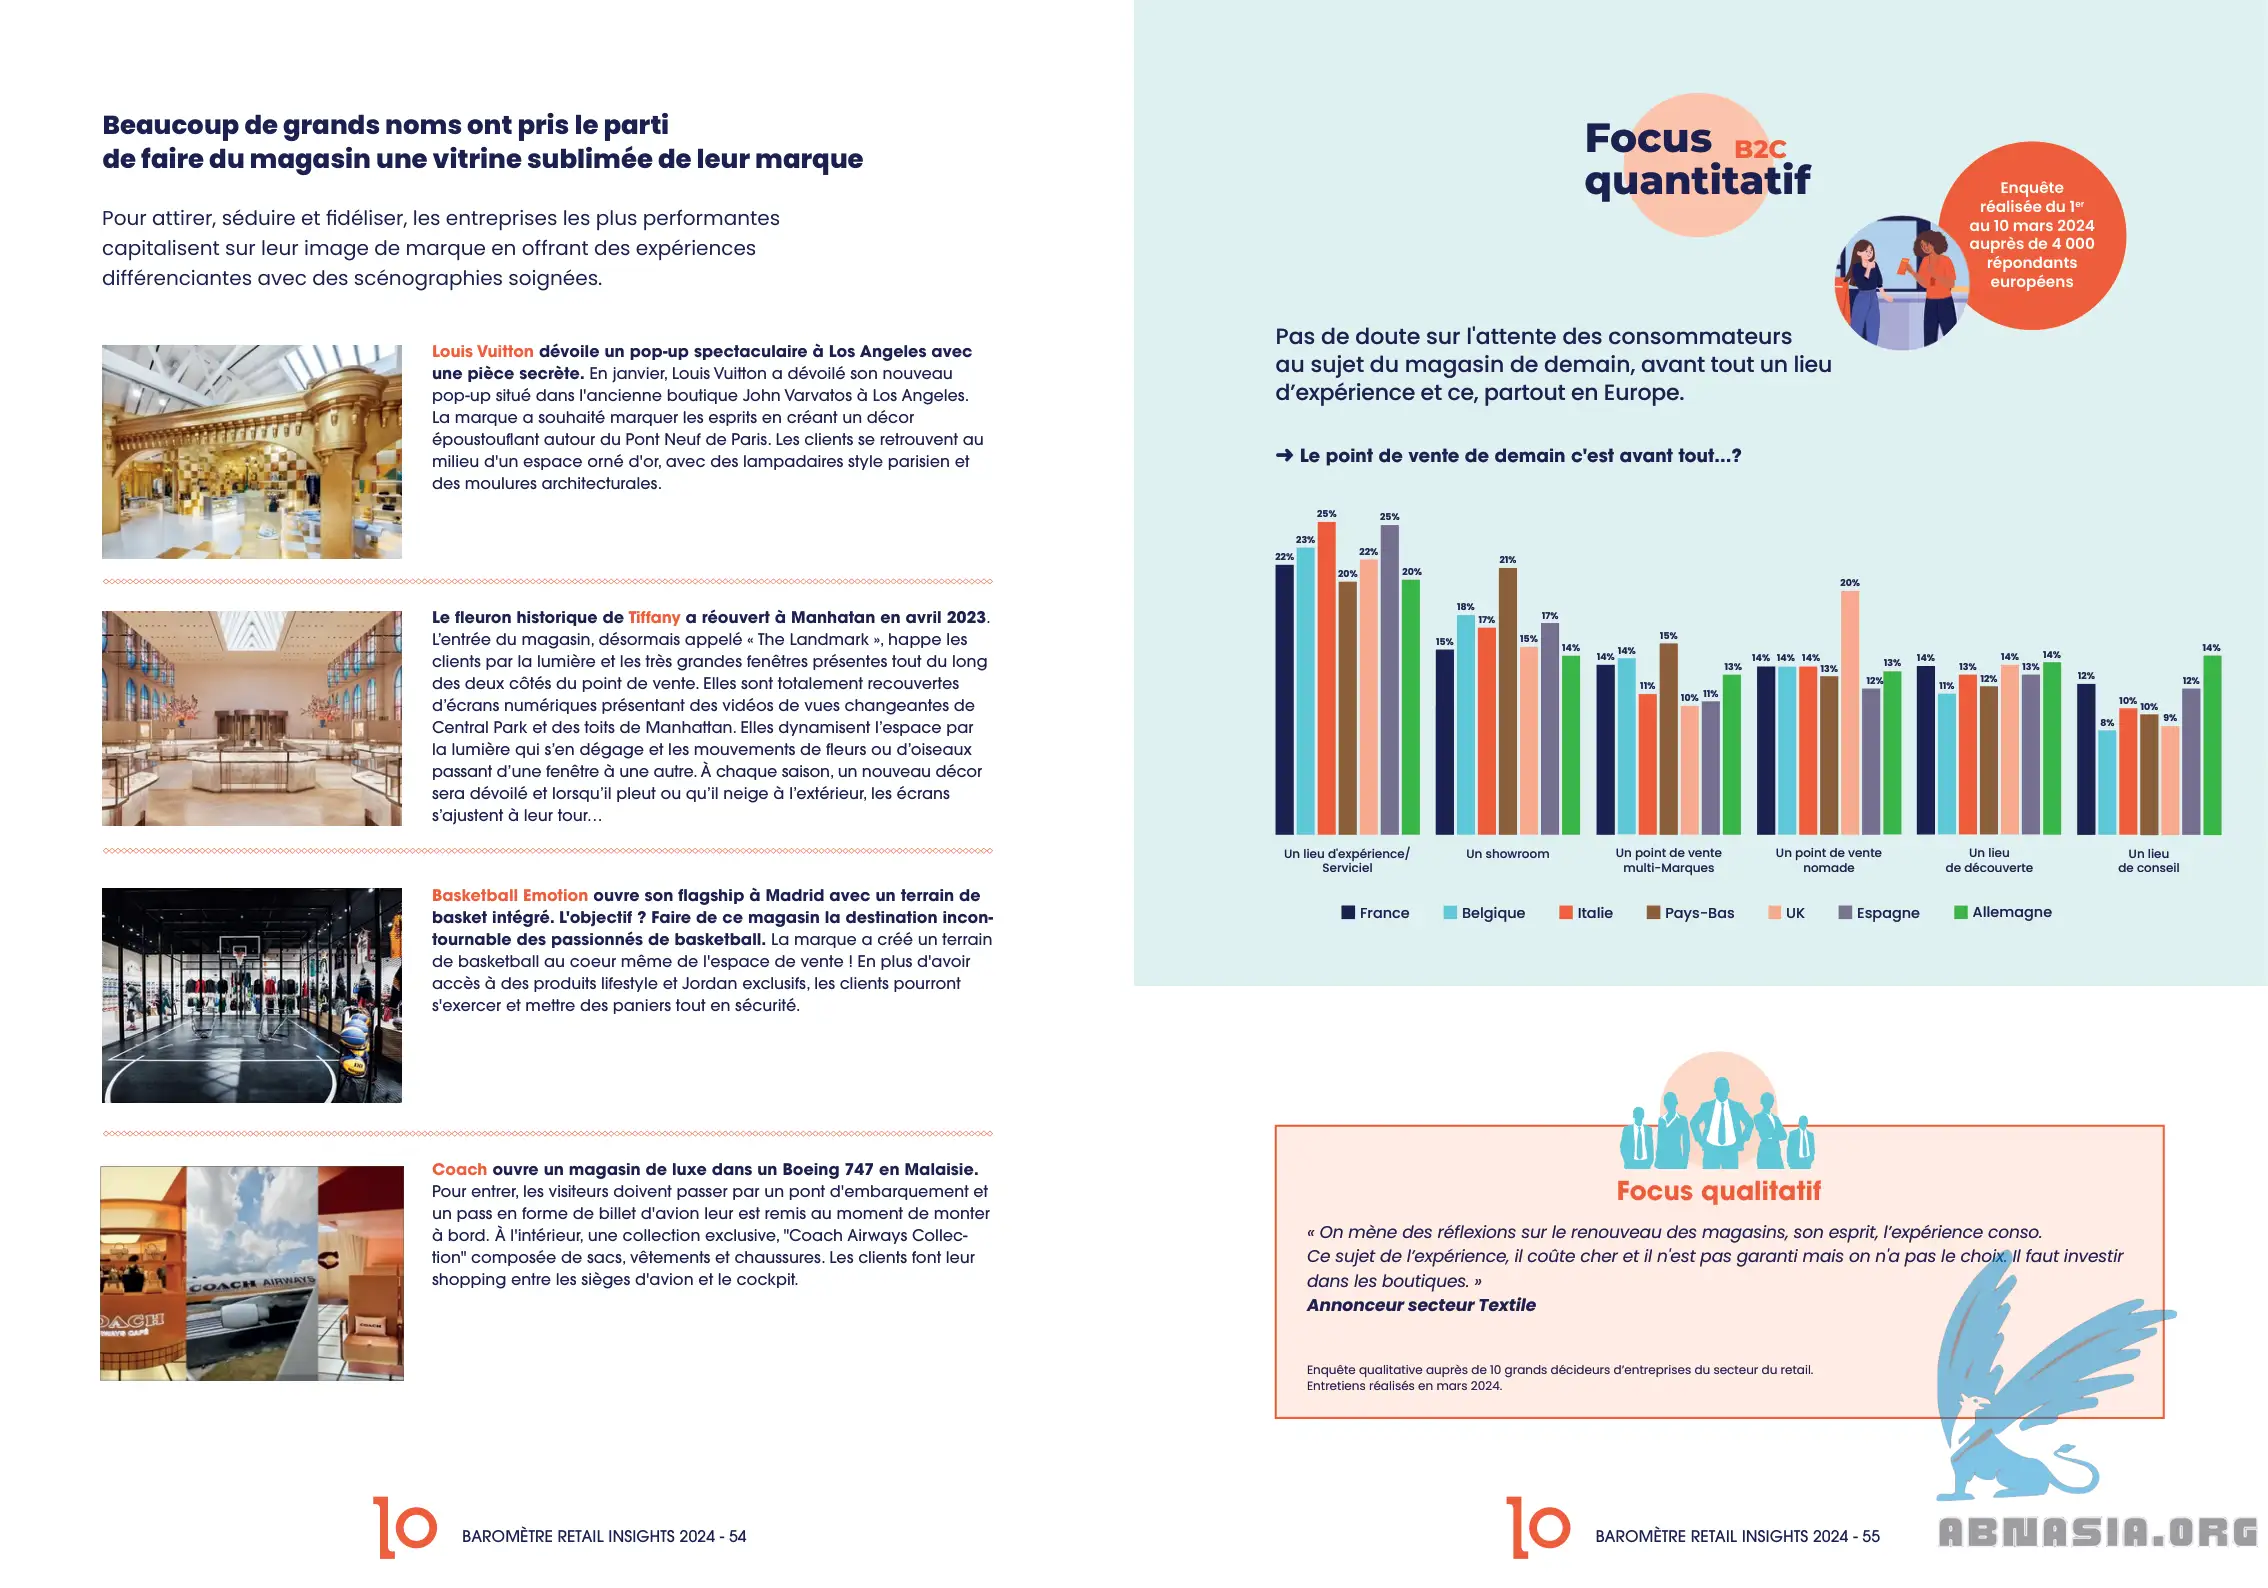 Beaucoup de grands noms ont pris le parti
de faire du magasin une vitrine sublimée de leur marque
Pour attirer, séduire et fidéliser, les entreprises les plus performantes
capitalisent sur leur image de marque en offrant des expériences
différenciantes avec des scénographies soignées.
Louis Vuitton dévoile un pop-up spectaculaire à Los Angeles avec
une pièce secrète. En janvier, Louis Vuitton a dévoilé son nouveau
pop-up situé dans l'ancienne boutique John Varvatos à Los Angeles.
La marque a souhaité marquer les esprits en créant un décor
époustouflant autour du Pont Neuf de Paris. Les clients se retrouvent au
milieu d'un espace orné d'or, avec des lampadaires style parisien et
des moulures architecturales.
Le fleuron historique de Tiffany a réouvert à Manhatan en avril 2023.
L’entrée du magasin, désormais appelé « The Landmark », happe les
clients par la lumière et les très grandes fenêtres présentes tout du long
des deux côtés du point de vente. Elles sont totalement recouvertes
d’écrans numériques présentant des vidéos de vues changeantes de
Central Park et des toits de Manhattan. Elles dynamisent l’espace par
la lumière qui s’en dégage et les mouvements de fleurs ou d’oiseaux
passant d’une fenêtre à une autre. À chaque saison, un nouveau décor
sera dévoilé et lorsqu’il pleut ou qu’il neige à l’extérieur, les écrans
s’ajustent à leur tour…
Basketball Emotion ouvre son flagship à Madrid avec un terrain de
basket intégré. L'objectif ? Faire de ce magasin la destination incon-
tournable des passionnés de basketball. La marque a créé un terrain
de basketball au coeur même de l'espace de vente ! En plus d'avoir
accès à des produits lifestyle et Jordan exclusifs, les clients pourront
s'exercer et mettre des paniers tout en sécurité.
COACH AIRWAYS
COACH
AIRWAYS CAFÉ
COACH
Coach ouvre un magasin de luxe dans un Boeing 747 en Malaisie.
Pour entrer, les visiteurs doivent passer par un pont d'embarquement et
un pass en forme de billet d'avion leur est remis au moment de monter
à bord. À l'intérieur, une collection exclusive, "Coach Airways Collec-
tion" composée de sacs, vêtements et chaussures. Les clients font leur
shopping entre les sièges d'avion et le cockpit.
10
BAROMÈTRE RETAIL INSIGHTS 2024 - 54
Focus B2C
quantitatif
Enquête
réalisée du 1er
au 10 mars 2024
auprès de 4 000
répondants
européens
Pas de doute sur l'attente des consommateurs
au sujet du magasin de demain, avant tout un lieu
d’expérience et ce, partout en Europe.
➜ Le point de vente de demain c'est avant tout...?
22% 23% 25% 20% 22% 25% 20%
15% 18% 17% 21% 15% 17% 14%
14% 14% 11% 15% 10% 11% 13%
14% 14% 14% 13% 20% 12% 13%
14% 11% 13% 12% 14% 13% 14%
12% 8% 10% 10% 9% 12% 14%
Un lieu d'expérience/
Serviciel
Un showroom
Un point de vente
multi-Marques
Un point de vente
nomade
Un lieu
de découverte
Un lieu
de conseil
France Belgique Italie Pays-Bas UK Espagne Allemagne
Focus qualitatif
« On mène des réflexions sur le renouveau des magasins, son esprit, l’expérience conso.
Ce sujet de l’expérience, il coûte cher et il n'est pas garanti mais on n'a pas le choix. Il faut investir
dans les boutiques. »
Annonceur secteur Textile
Enquête qualitative auprès de 10 grands décideurs d’entreprises du secteur du retail.
Entretiens réalisés en mars 2024.
10
BAROMÈTRE RETAIL INSIGHTS 2024 - 55
ABNASIA.ORG